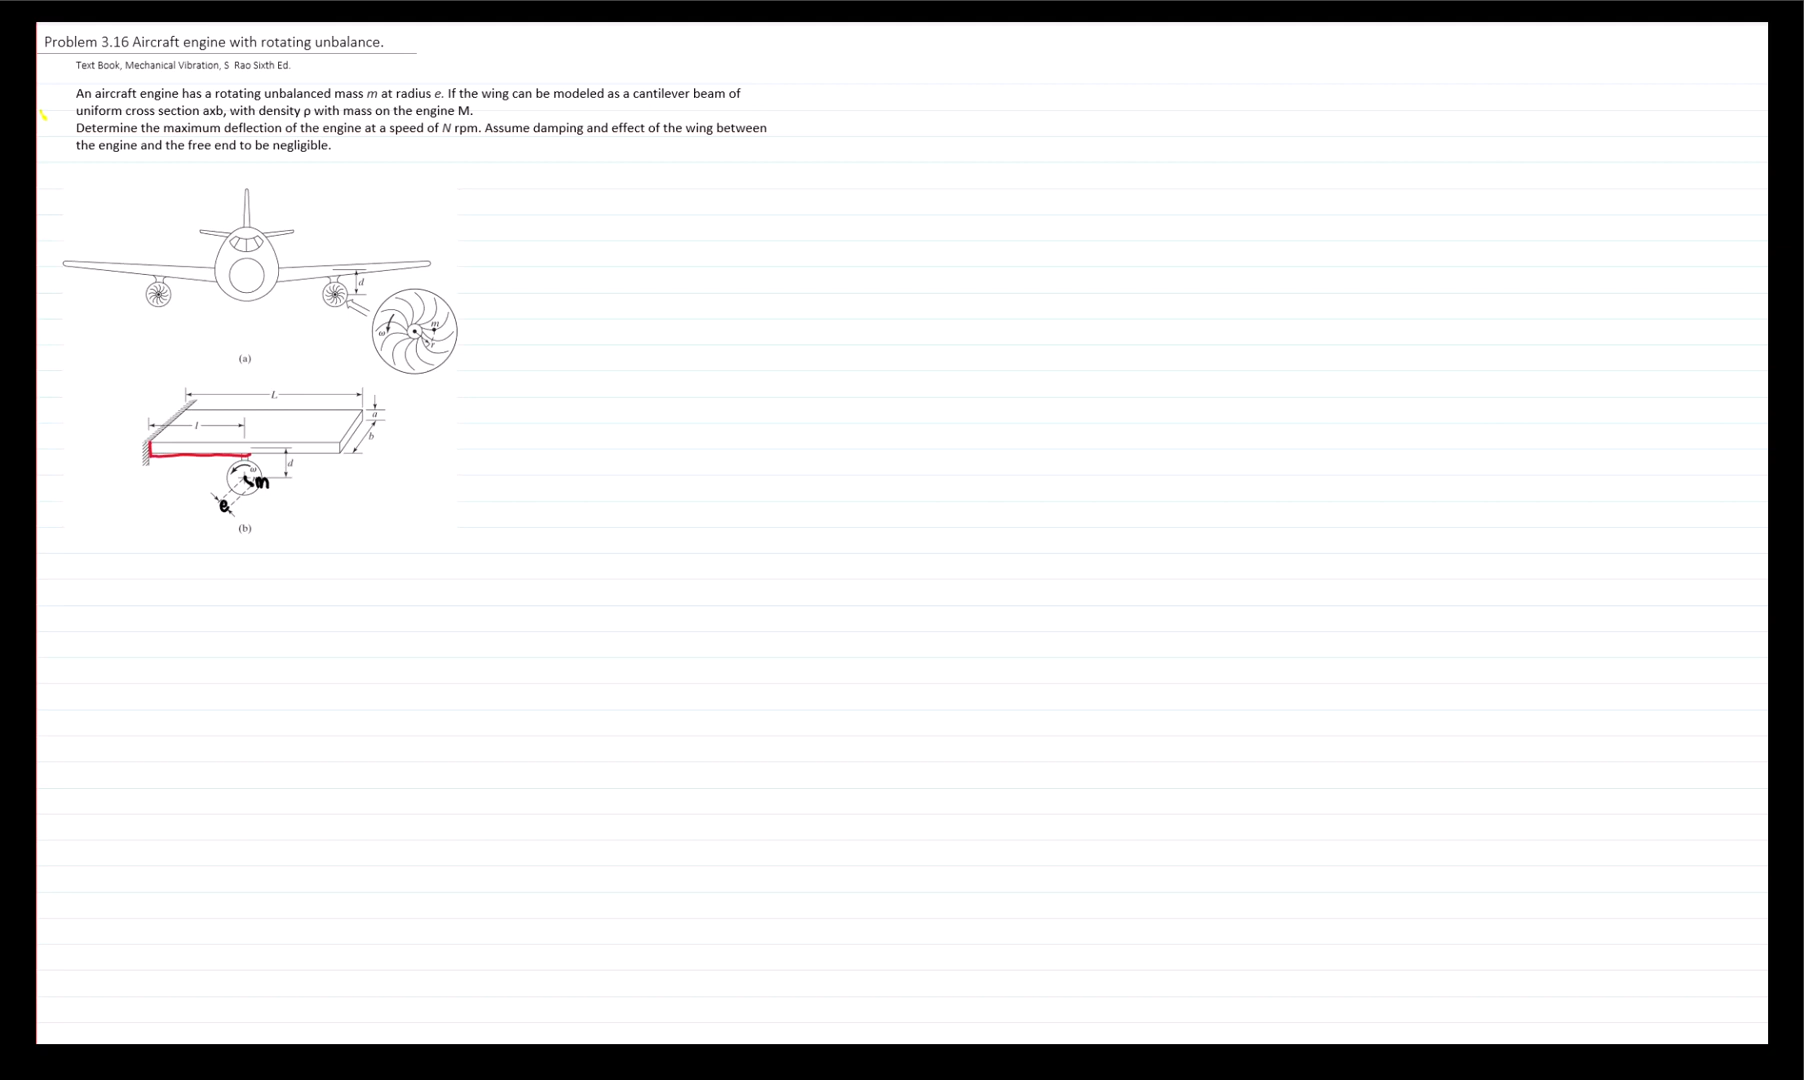 Problem 3.16 Aircraft engine with rotating unbalance.
Text Book, Mechanical Vibration, S Rao Sixth Ed.
An aircraft engine has a rotating unbalanced mass m at radius e. If the wing can be modeled as a cantilever beam of
uniform cross section axb, with density ρ with mass on the engine M.
Determine the maximum deflection of the engine at a speed of N rpm. Assume damping and effect of the wing between
the engine and the free end to be negligible.
d
m
ω
r
(a)
L
a
l
b
d
ω
m
e
(b)